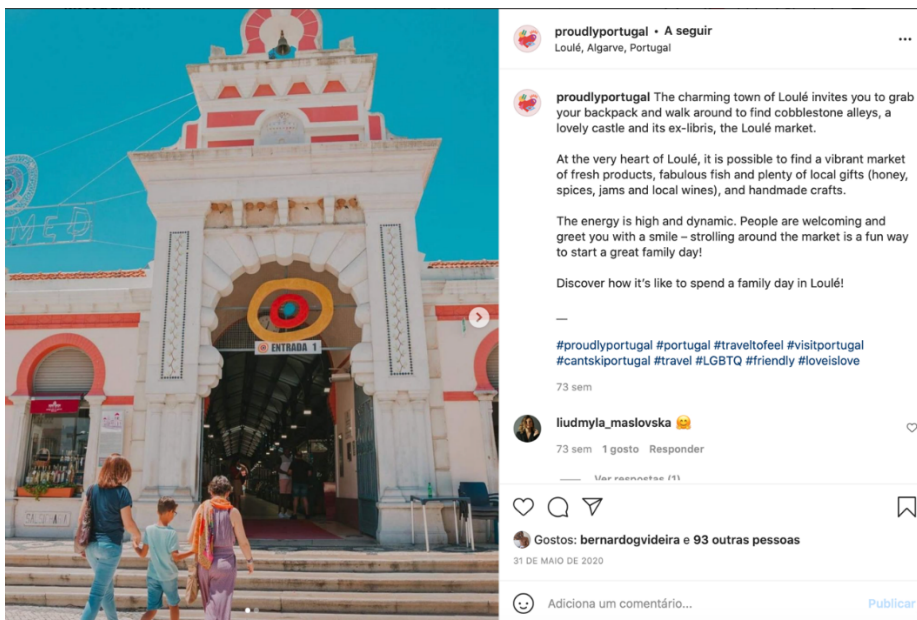 MED
ENTRADA 1
proudlyportugal • A seguir
Loulé, Algarve, Portugal
proudlyportugal The charming town of Loulé invites you to grab
your backpack and walk around to find cobblestone alleys, a
lovely castle and its ex-libris, the Loulé market.
At the very heart of Loulé, it is possible to find a vibrant market
of fresh products, fabulous fish and plenty of local gifts (honey,
spices, jams and local wines), and handmade crafts.
The energy is high and dynamic. People are welcoming and
greet you with a smile – strolling around the market is a fun way
to start a great family day!
Discover how it's like to spend a family day in Loulé!
—
#proudlyportugal #portugal #traveltofeel #visitportugal
#cantskiportugal #travel #LGBTQ #friendly #loveislove
73 sem
liudmyla_maslovska 🤗
73 sem 1 gosto Responder
Ver respostas (1)
Gostos: bernardogvideira e 93 outras pessoas
31 DE MAIO DE 2020
Adiciona um comentário...
Publicar